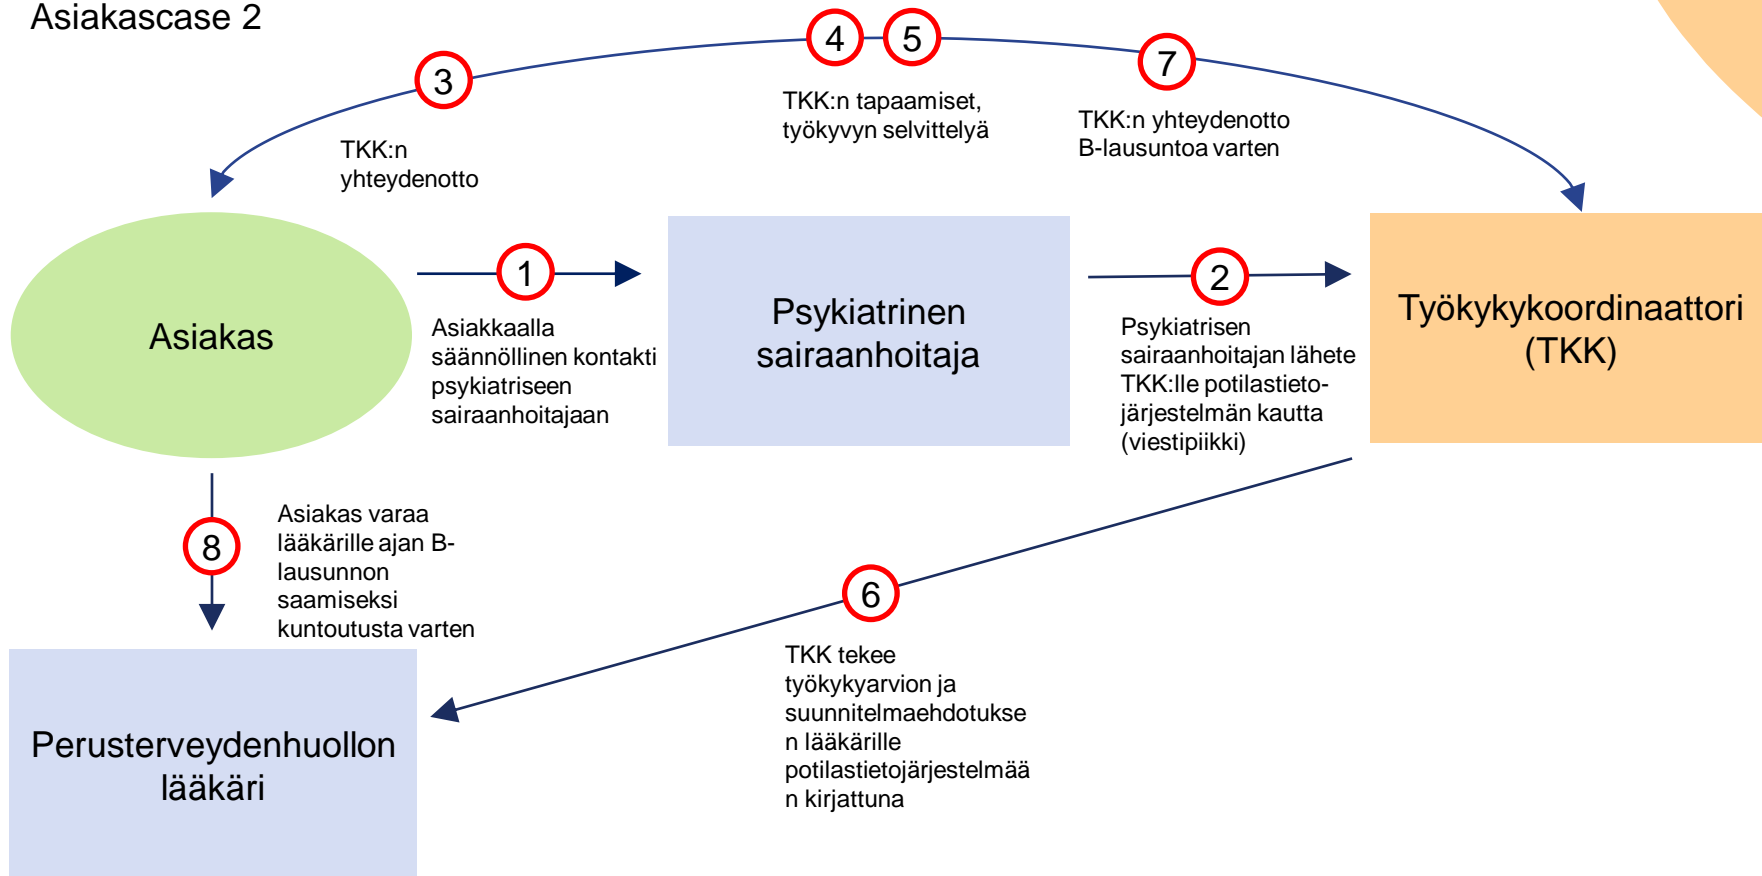 Asiakascase 2
3
4
5
7
TKK:n
yhteydenotto
TKK:n tapaamiset,
työkyvyn selvittelyä
TKK:n yhteydenotto
B-lausuntoa varten
Asiakas
1
Asiakkaalla
säännöllinen kontakti
psykiatriseen
sairaanhoitajaan
Psykiatrinen
sairaanhoitaja
2
Psykiatrisen
sairaanhoitajan lähete
TKK:lle potilastieto-
järjestelmän kautta
(viestipiikki)
Työkykykoordinaattori
(TKK)
8
Asiakas varaa
lääkärille ajan B-
lausunnon
saamiseksi
kuntoutusta varten
6
TKK tekee
työkykyarvion ja
suunnitelmaehdotukse
n lääkärille
potilastietojärjestelmää
n kirjattuna
Perusterveydenhuollon
lääkäri